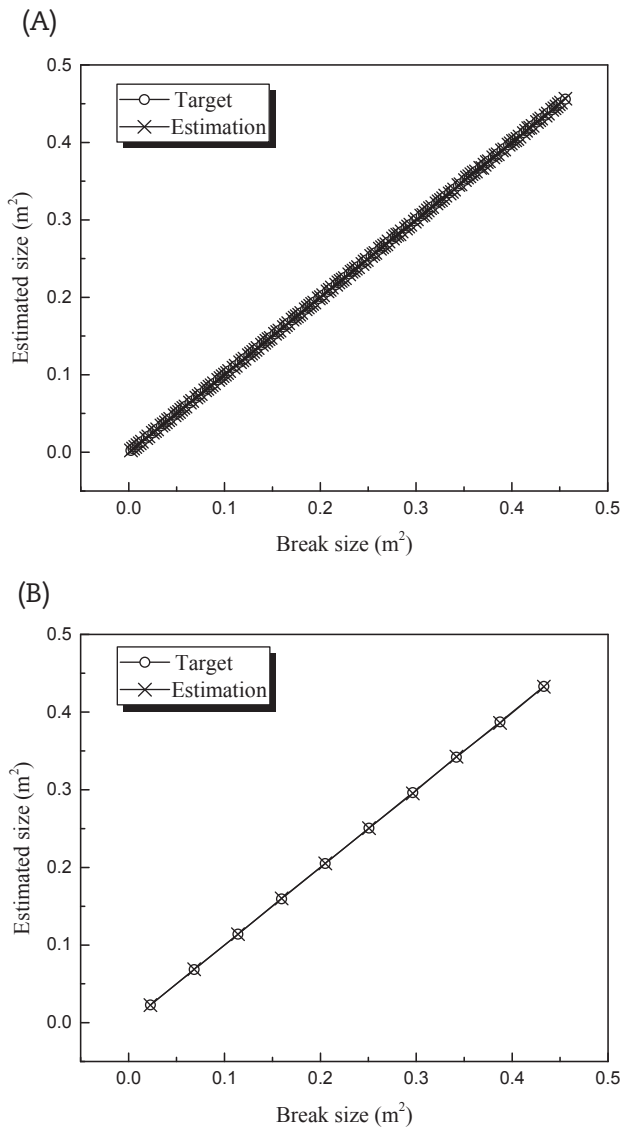 (A)
0.5
0.4
0.3
0.2
0.1
0.0
Estimated size (m²)
Target
Estimation
0.0 0.1 0.2 0.3 0.4 0.5
Break size (m²)
(B)
0.5
0.4
0.3
0.2
0.1
0.0
Estimated size (m²)
Target
Estimation
0.0 0.1 0.2 0.3 0.4 0.5
Break size (m²)